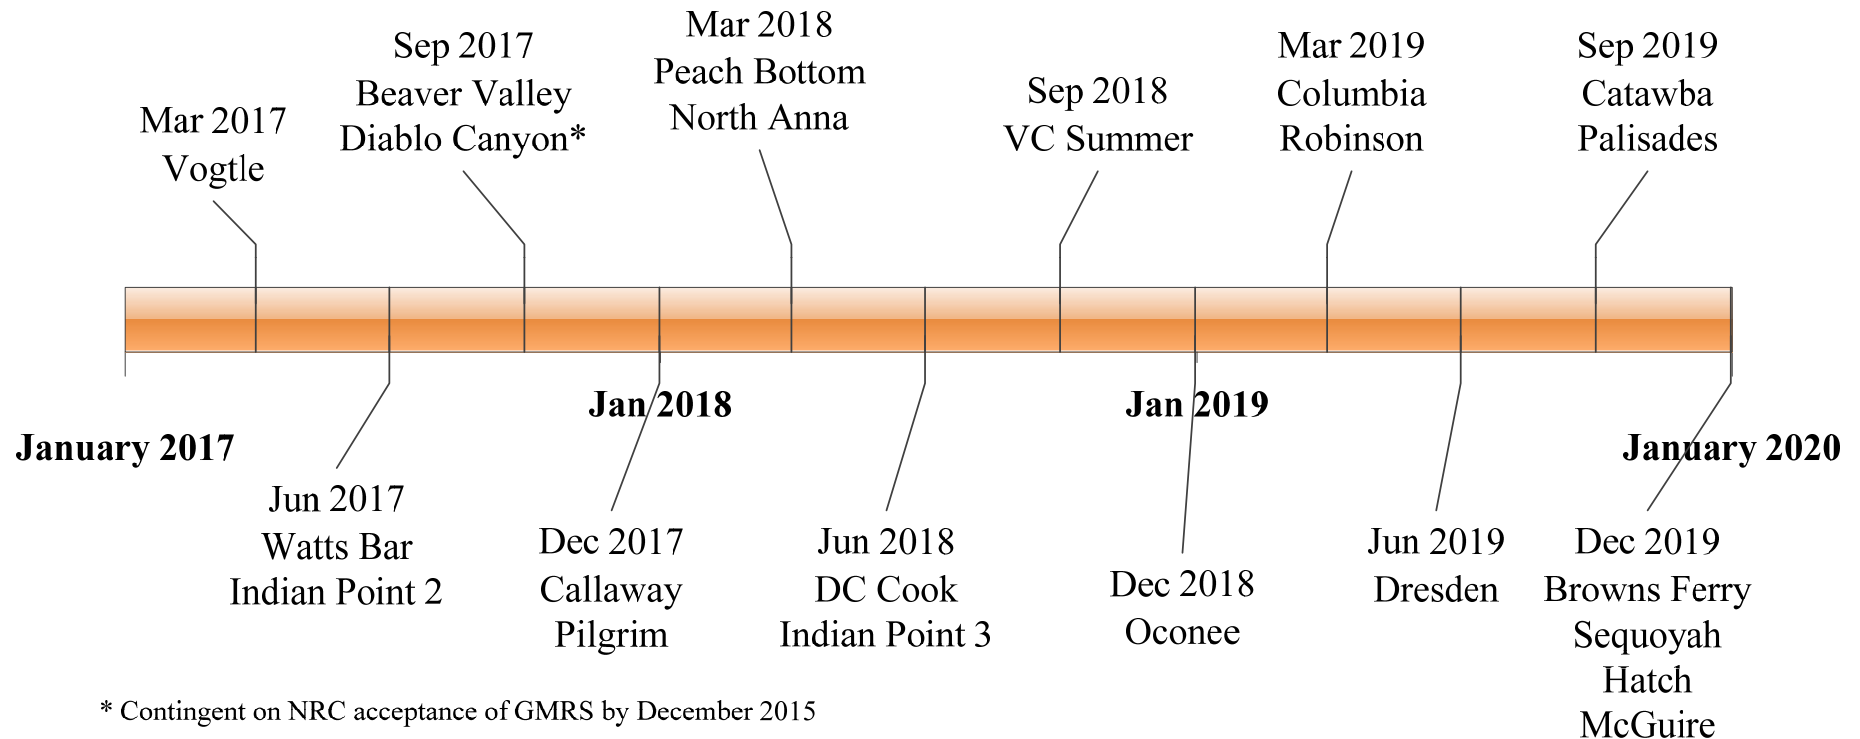 Mar 2017
Vogtle
Sep 2017
Beaver Valley
Diablo Canyon*
Mar 2018
Peach Bottom
North Anna
Sep 2018
VC Summer
Mar 2019
Columbia
Robinson
Sep 2019
Catawba
Palisades
January 2017
Jan 2018
Jan 2019
January 2020
Jun 2017
Watts Bar
Indian Point 2
Dec 2017
Callaway
Pilgrim
Jun 2018
DC Cook
Indian Point 3
Dec 2018
Oconee
Jun 2019
Dresden
Dec 2019
Browns Ferry
Sequoyah
Hatch
McGuire
* Contingent on NRC acceptance of GMRS by December 2015